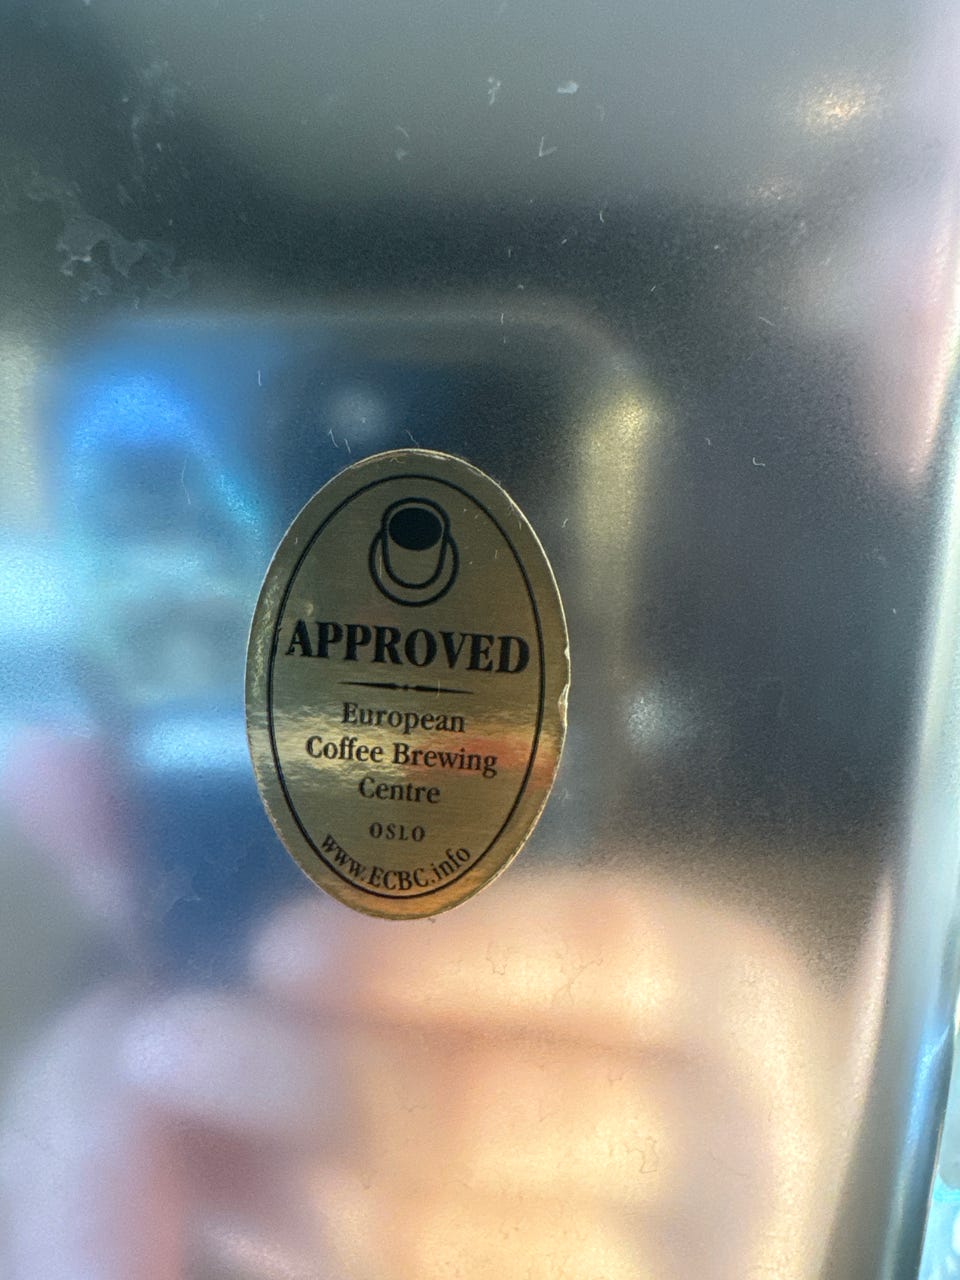 APPROVED
European
Coffee Brewing
Centre
OSLO
www.ECBC.info